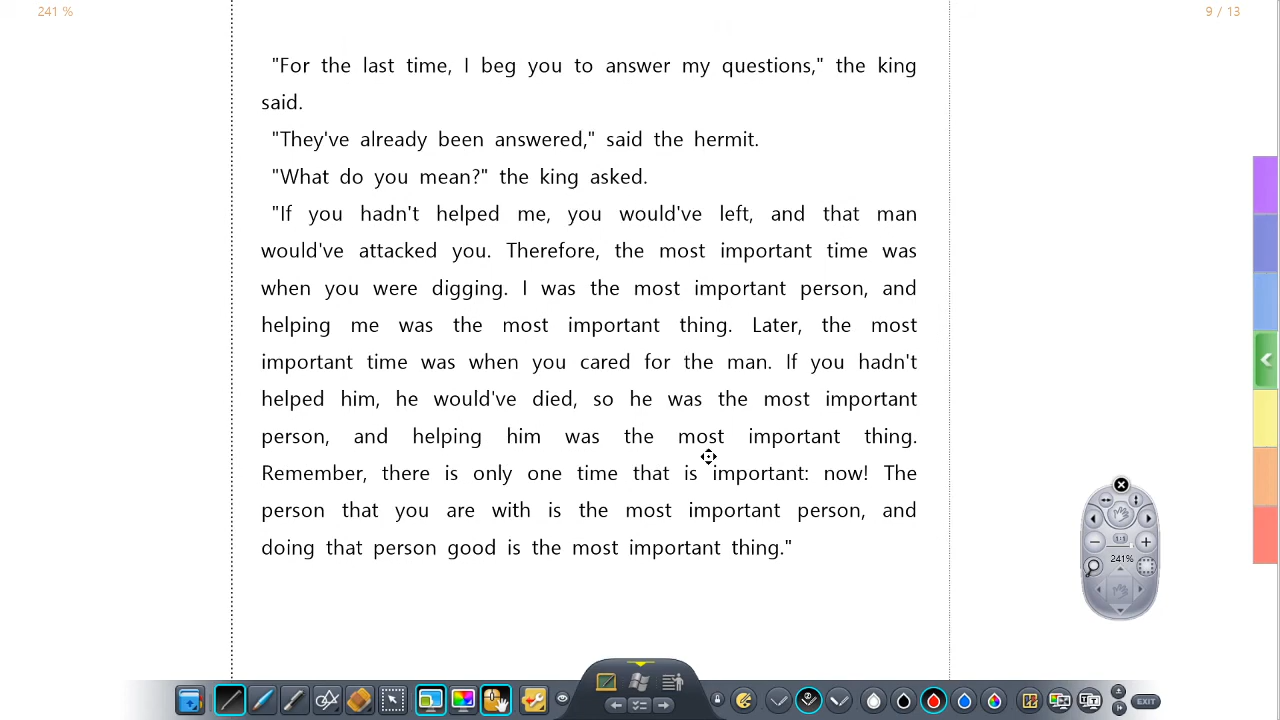 241 %
9 / 13
"For the last time, I beg you to answer my questions," the king
said.
"They've already been answered," said the hermit.
"What do you mean?" the king asked.
"If you hadn't helped me, you would've left, and that man
would've attacked you. Therefore, the most important time was
when you were digging. I was the most important person, and
helping me was the most important thing. Later, the most
important time was when you cared for the man. If you hadn't
helped him, he would've died, so he was the most important
person, and helping him was the most important thing.
Remember, there is only one time that is important: now! The
person that you are with is the most important person, and
doing that person good is the most important thing."
1:1
241%
EXIT